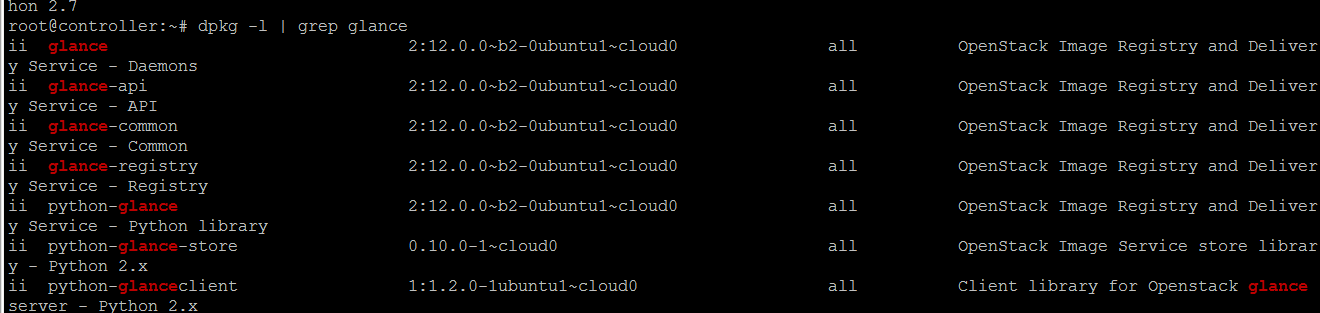 hon 2.7
root@controller:~# dpkg -l | grep glance
ii  glance                              2:12.0.0~b2-0ubuntu1~cloud0               all          OpenStack Image Registry and Deliver
y Service - Daemons
ii  glance-api                          2:12.0.0~b2-0ubuntu1~cloud0               all          OpenStack Image Registry and Deliver
y Service - API
ii  glance-common                       2:12.0.0~b2-0ubuntu1~cloud0               all          OpenStack Image Registry and Deliver
y Service - Common
ii  glance-registry                     2:12.0.0~b2-0ubuntu1~cloud0               all          OpenStack Image Registry and Deliver
y Service - Registry
ii  python-glance                       2:12.0.0~b2-0ubuntu1~cloud0               all          OpenStack Image Registry and Deliver
y Service - Python library
ii  python-glance-store                 0.10.0-1~cloud0                           all          OpenStack Image Service store librar
y - Python 2.x
ii  python-glanceclient                 1:1.2.0-1ubuntu1~cloud0                   all          Client library for Openstack glance
server - Python 2.x